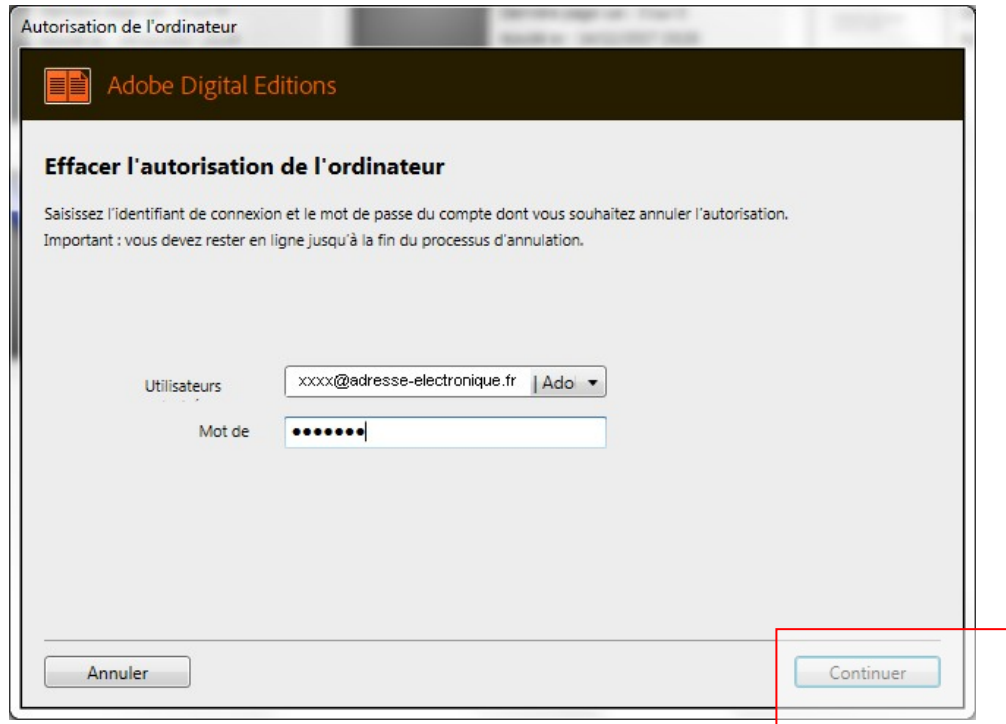 Autorisation de l'ordinateur
Adobe Digital Editions
Effacer l'autorisation de l'ordinateur
Saisissez l'identifiant de connexion et le mot de passe du compte dont vous souhaitez annuler l'autorisation.
Important : vous devez rester en ligne jusqu'à la fin du processus d'annulation.
Utilisateurs xxxx@adresse-electronique.fr | Ado
Mot de •••••••
Annuler Continuer